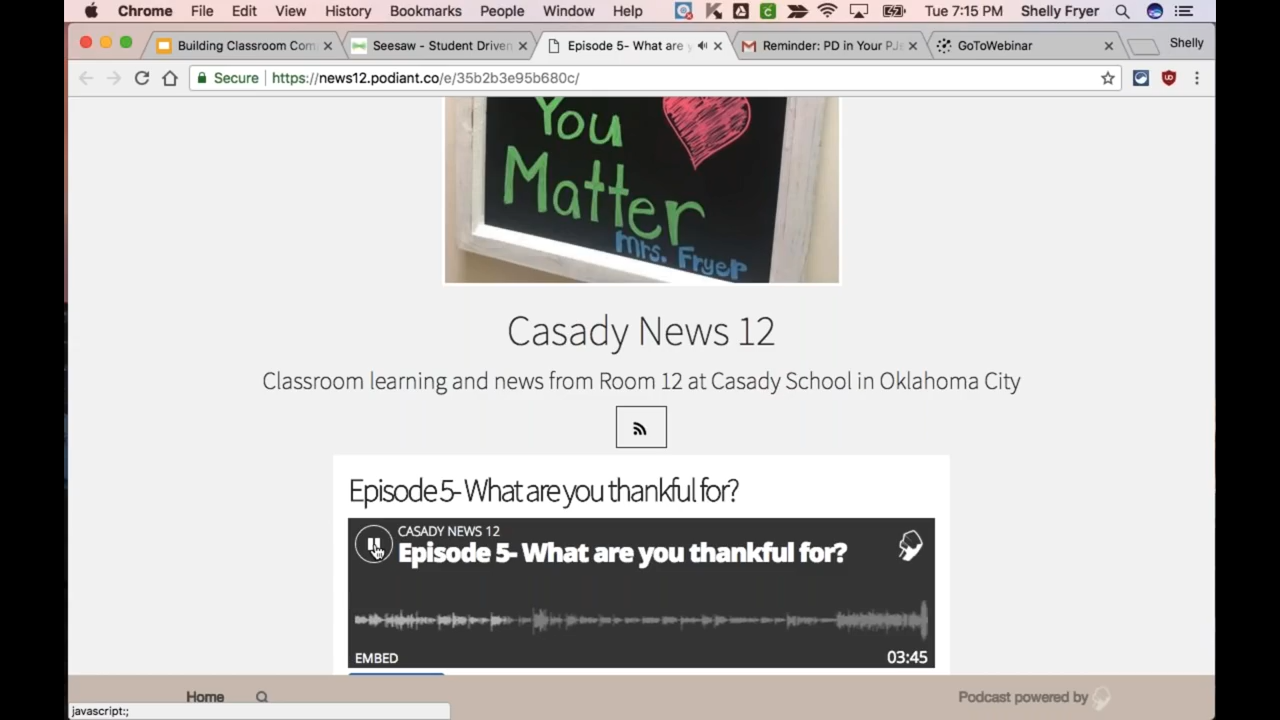 Chrome File Edit View History Bookmarks People Window Help Tue 7:15 PM Shelly Fryer
Building Classroom Com
Seesaw - Student Driven
Episode 5- What are y
Reminder: PD in Your PJs
GoToWebinar
Shelly
Secure https://news12.podiant.co/e/35b2b3e95b680c/
You
Matter
Mrs. Fryer
Casady News 12
Classroom learning and news from Room 12 at Casady School in Oklahoma City
Episode 5- What are you thankful for?
CASADY NEWS 12
Episode 5- What are you thankful for?
EMBED 03:45
Home Podcast powered by
javascript:;